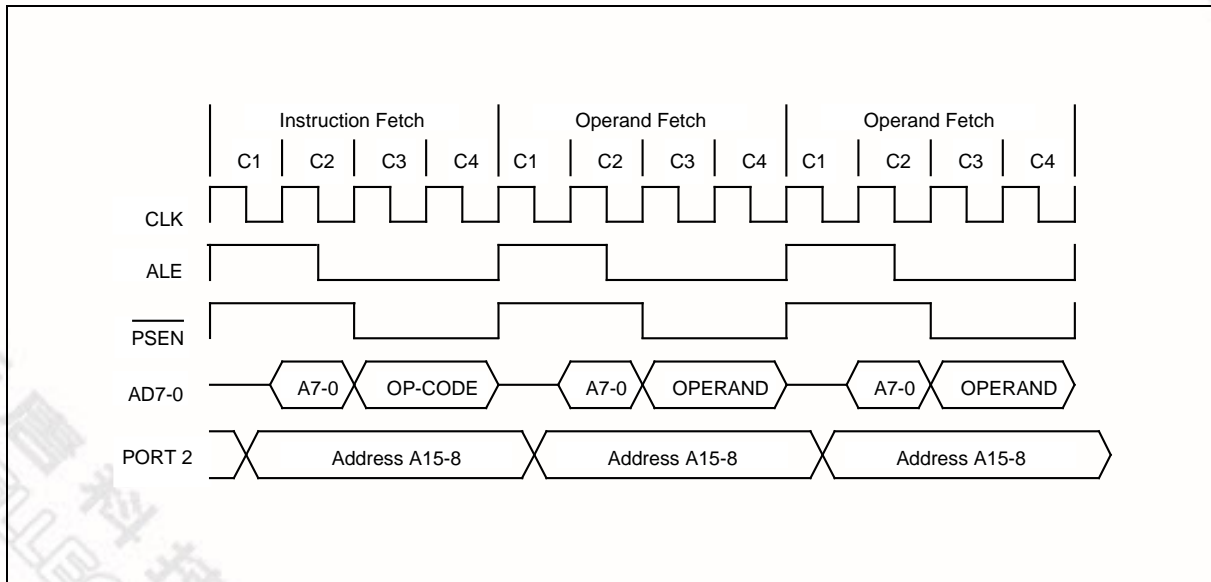 Instruction Fetch Operand Fetch Operand Fetch
C1 C2 C3 C4 C1 C2 C3 C4 C1 C2 C3 C4
CLK
ALE
PSEN
AD7-0 A7-0 OP-CODE A7-0 OPERAND A7-0 OPERAND
PORT 2 Address A15-8 Address A15-8 Address A15-8